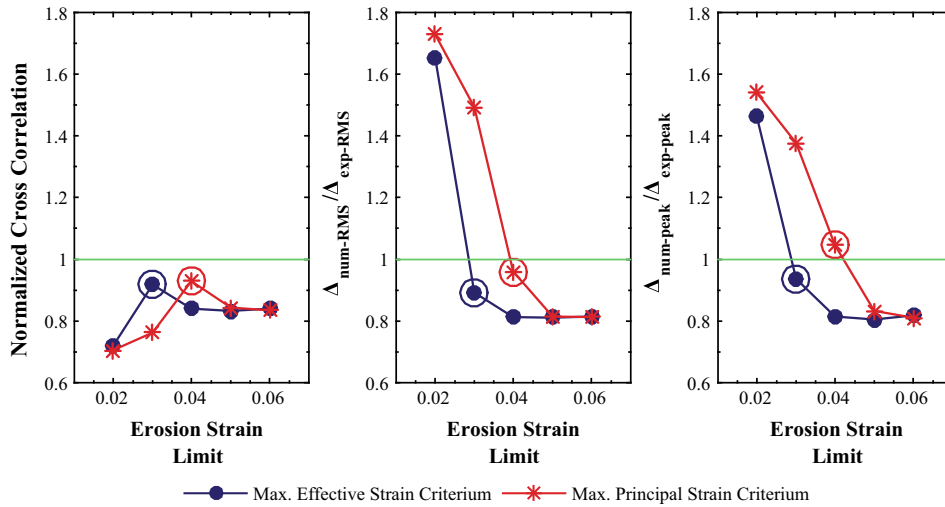 Normalized Cross Correlation
1.8
1.6
1.4
1.2
1
0.8
0.6
0.02 0.04 0.06
Erosion Strain
Limit
Δ num-RMS /Δ exp-RMS
1.8
1.6
1.4
1.2
1
0.8
0.6
0.02 0.04 0.06
Erosion Strain
Limit
Δ num-peak /Δ exp-peak
1.8
1.6
1.4
1.2
1
0.8
0.6
0.02 0.04 0.06
Erosion Strain
Limit
Max. Effective Strain Criterium Max. Principal Strain Criterium